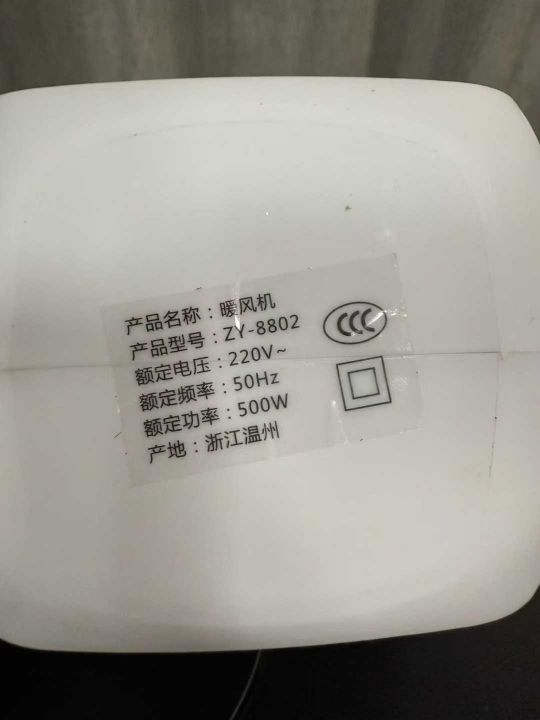 产品名称：暖风机
产品型号：ZY-8802
额定电压：220V~
额定频率：50Hz
额定功率：500W
产地：浙江温州
CCC